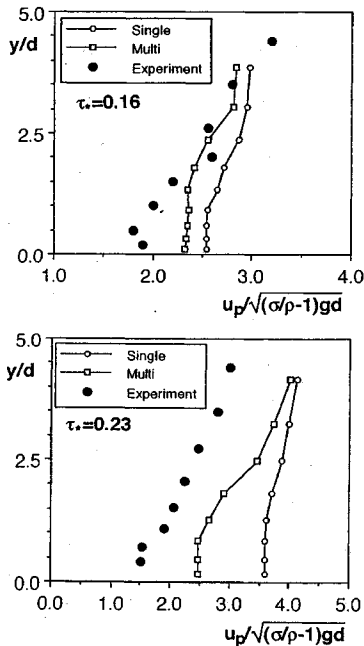 5.0
y/d
Single
Multi
Experiment
τ*=0.16
2.5
0.0
1.0 2.0 3.0 4.0
u_p/√(σ/ρ-1)gd
5.0
y/d
Single
Multi
Experiment
τ*=0.23
2.5
0.0
0.0 1.0 2.0 3.0 4.0 5.0
u_p/√(σ/ρ-1)gd